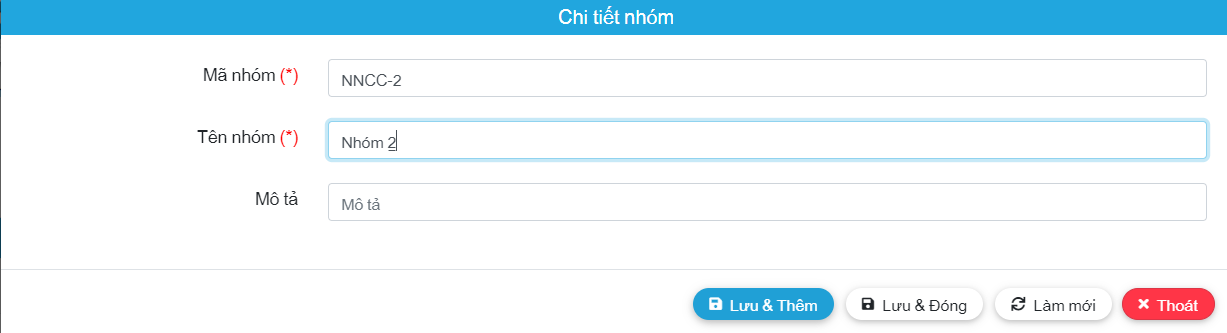 Chi tiết nhóm
Mã nhóm (*)
NNCC-2
Tên nhóm (*)
Nhóm 2
Mô tả
Mô tả
Lưu & Thêm
Lưu & Đóng
Làm mới
Thoát